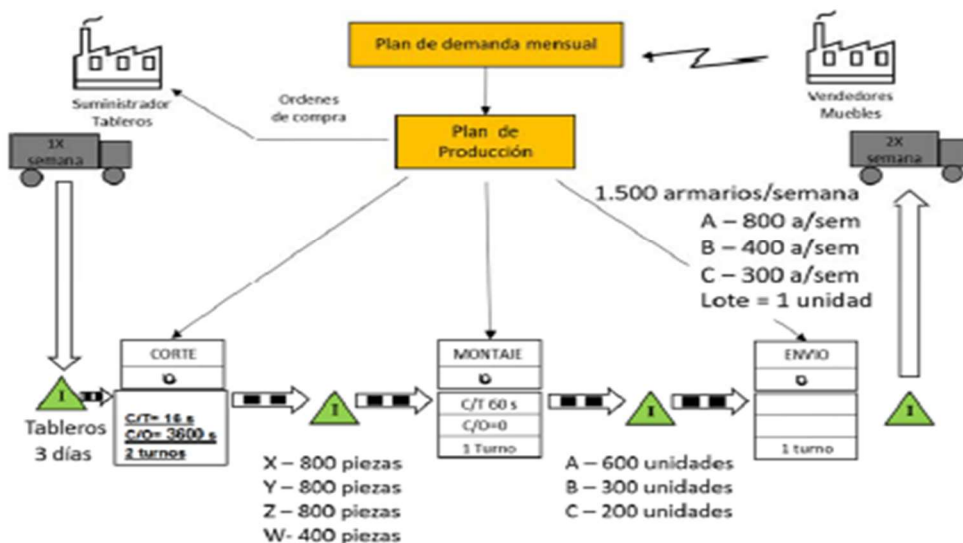 Plan de demanda mensual
Suministrador
Tableros
Ordenes
de compra
Vendedores
Muebles
Plan de
Producción
1X
semana
2X
semana
1.500 armarios/semana
A – 800 a/sem
B – 400 a/sem
C – 300 a/sem
Lote = 1 unidad
CORTE
MONTAJE
ENVIO
I
I
I
I
C/T= 16 s
C/O= 3600 s
2 turnos
C/T 60 s
C/O=0
1 Turno
1 turno
Tableros
3 días
X – 800 piezas
Y – 800 piezas
Z – 800 piezas
W- 400 piezas
A – 600 unidades
B – 300 unidades
C – 200 unidades